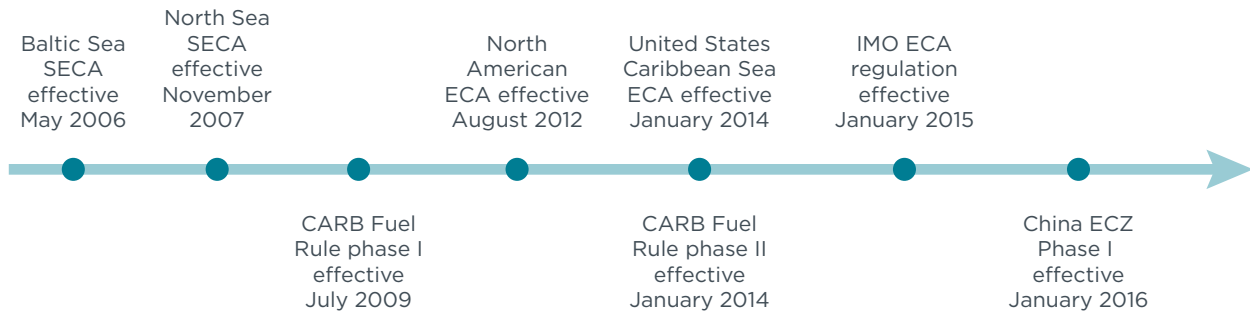 Baltic Sea
SECA
effective
May 2006
North Sea
SECA
effective
November
2007
CARB Fuel
Rule phase I
effective
July 2009
North
American
ECA effective
August 2012
United States
Caribbean Sea
ECA effective
January 2014
CARB Fuel
Rule phase II
effective
January 2014
IMO ECA
regulation
effective
January 2015
China ECZ
Phase I
effective
January 2016